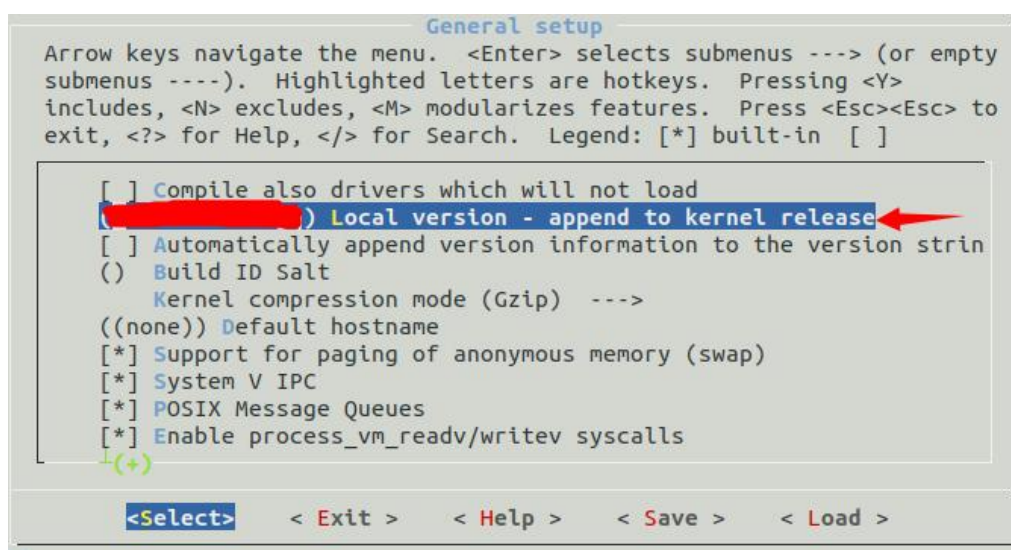 General setup
Arrow keys navigate the menu.  <Enter> selects submenus ---> (or empty
submenus ----).  Highlighted letters are hotkeys.  Pressing <Y>
includes, <N> excludes, <M> modularizes features.  Press <Esc><Esc> to
exit, <?> for Help, </> for Search.  Legend: [*] built-in  [ ]
[ ] Compile also drivers which will not load
) Local version - append to kernel release
[ ] Automatically append version information to the version strin
()  Build ID Salt
Kernel compression mode (Gzip)  --->
((none)) Default hostname
[*] Support for paging of anonymous memory (swap)
[*] System V IPC
[*] POSIX Message Queues
[*] Enable process_vm_readv/writev syscalls
(+)
<Select>    < Exit >    < Help >    < Save >    < Load >